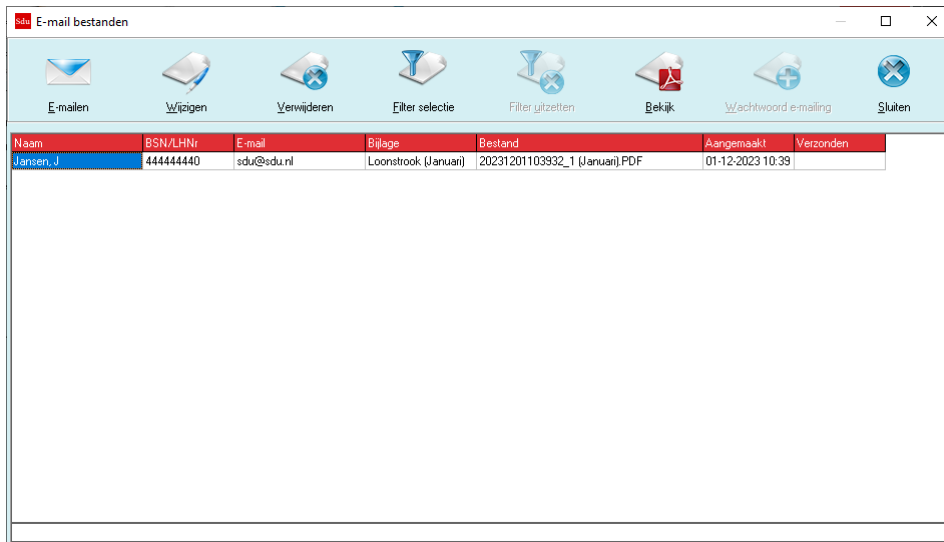 Sdu E-mail bestanden
E-mailen Wijzigen Verwijderen Filter selectie Filter uitzetten Bekijk Wachtwoord e-mailing Sluiten
Naam BSN/LHNr E-mail Bijlage Bestand Aangemaakt Verzonden
Jansen, J 444444440 sdu@sdu.nl Loonstrook (Januari) 20231201103932_1 (Januari).PDF 01-12-2023 10:39